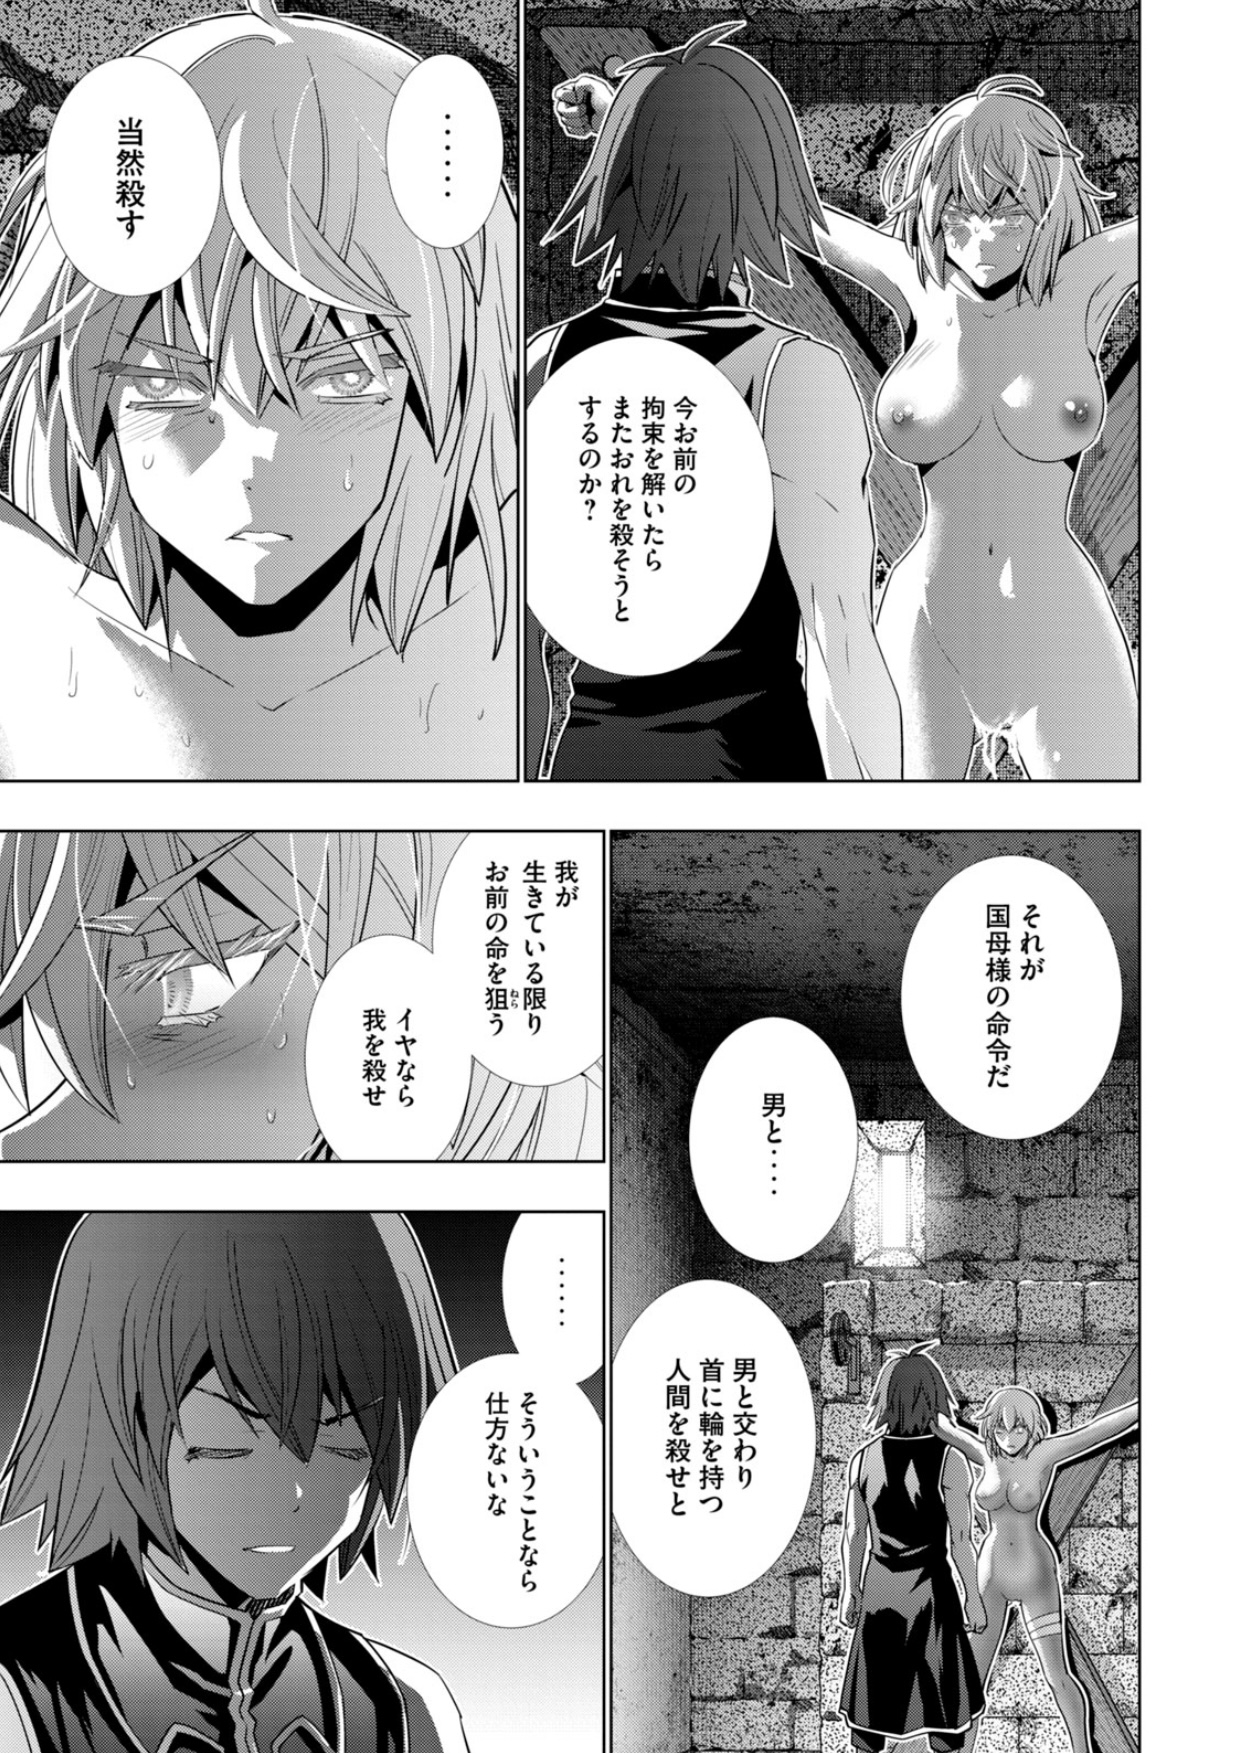 今お前の
拘束を解いたら
またおれを殺そうと
するのか？
・・・・・・
当然殺す
それが
国母様の命令だ
男と・・・・
男と交わり
首に輪を持つ
人間を殺せと
我が
生きている限り
お前の命を狙う
ねら
イヤなら
我を殺せ
・・・・・・
そういうことなら
仕方ないな